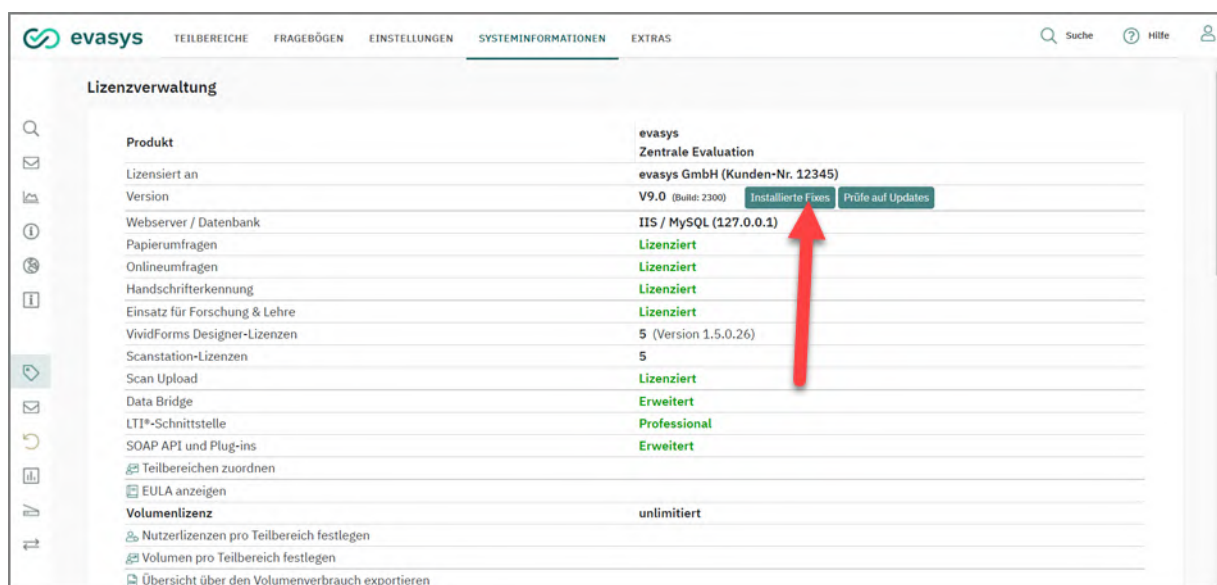 evasys TEILBEREICHE FRAGEBÖGEN EINSTELLUNGEN SYSTEMINFORMATIONEN EXTRAS Suche Hilfe
Lizenzverwaltung
Produkt evasys
Zentrale Evaluation
Lizensiert an evasys GmbH (Kunden-Nr. 12345)
Version V9.0 (Build: 2300) Installierte Fixes Prüfe auf Updates
Webserver / Datenbank IIS / MySQL (127.0.0.1)
Papierumfragen Lizenziert
Onlineumfragen Lizenziert
Handschrifterkennung Lizenziert
Einsatz für Forschung & Lehre Lizenziert
VividForms Designer-Lizenzen 5 (Version 1.5.0.26)
Scanstation-Lizenzen 5
Scan Upload Lizenziert
Data Bridge Erweitert
LTI®-Schnittstelle Professional
SOAP API und Plug-ins Erweitert
Teilbereichen zuordnen
EULA anzeigen
Volumenlizenz unlimitiert
Nutzerlizenzen pro Teilbereich festlegen
Volumen pro Teilbereich festlegen
Übersicht über den Volumenverbrauch exportieren